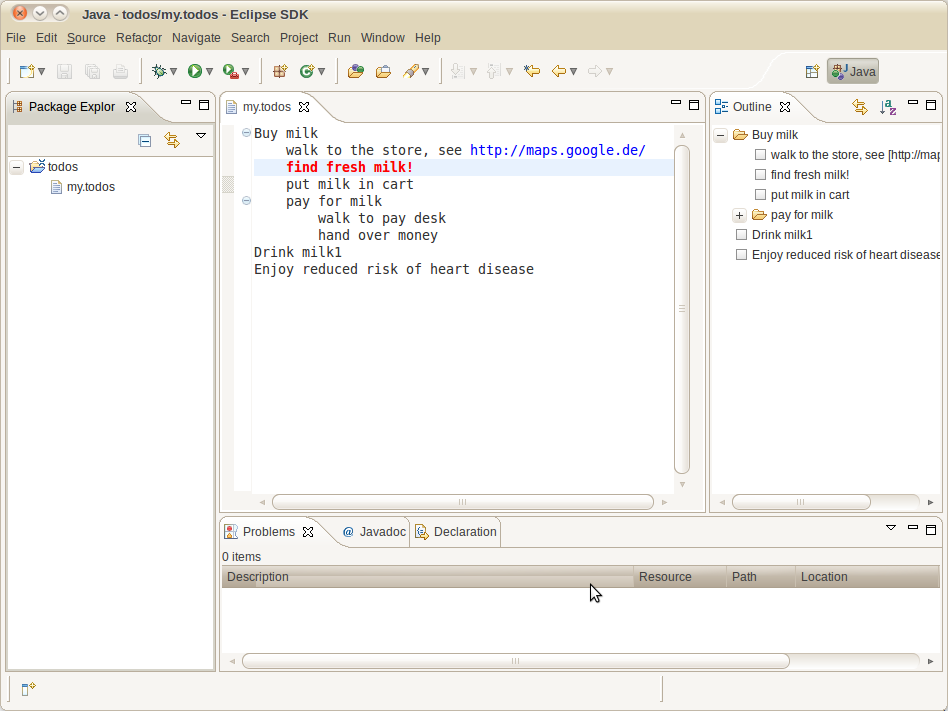 Java - todos/my.todos - Eclipse SDK
File Edit Source Refactor Navigate Search Project Run Window Help
Java
Package Explor
todos
my.todos
my.todos
Buy milk
walk to the store, see http://maps.google.de/
find fresh milk!
put milk in cart
pay for milk
walk to pay desk
hand over money
Drink milk1
Enjoy reduced risk of heart disease
Outline
Buy milk
walk to the store, see [http://map
find fresh milk!
put milk in cart
pay for milk
Drink milk1
Enjoy reduced risk of heart disease
Problems @ Javadoc Declaration
0 items
Description Resource Path Location